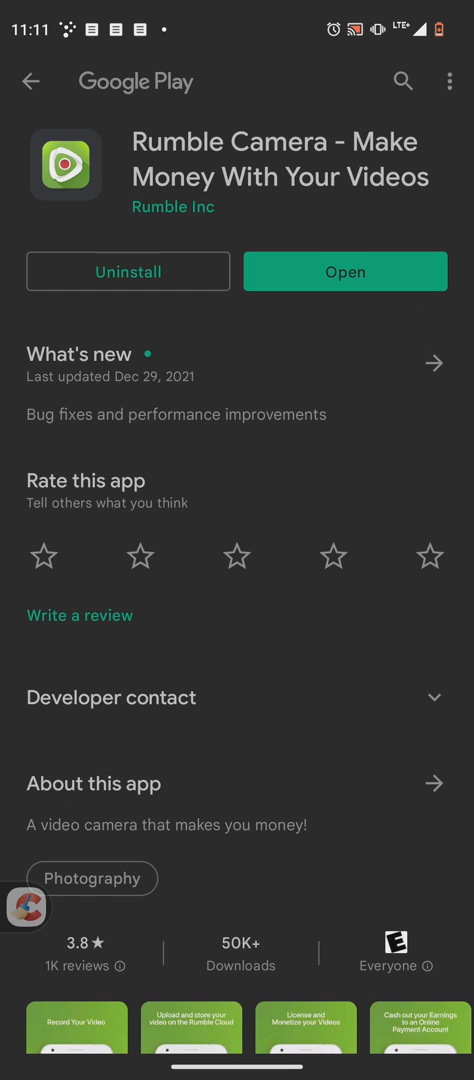 11:11
LTE+
Google Play
Rumble Camera - Make
Money With Your Videos
Rumble Inc
Uninstall
Open
What's new
Last updated Dec 29, 2021
Bug fixes and performance improvements
Rate this app
Tell others what you think
Write a review
Developer contact
About this app
A video camera that makes you money!
Photography
3.8★
50K+
E
1K reviews
Downloads
Everyone
Record Your Video
Upload and store your
video on the Rumble Cloud
License and
Monetize your Videos
Cash out your Earnings
to an Online
Payment Account